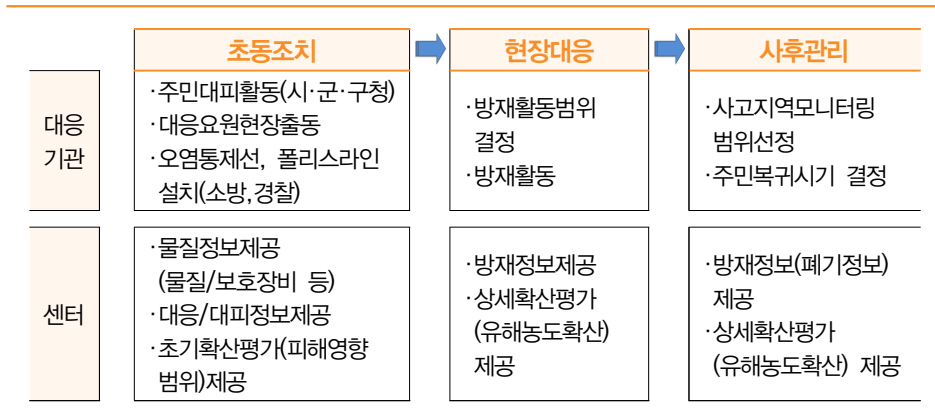 초동조치
현장대응
사후관리
대응
기관
·주민대피활동(시·군·구청)
·대응요원현장출동
·오염통제선, 폴리스라인
설치(소방,경찰)
·방재활동범위
결정
·방재활동
·사고지역모니터링
범위선정
·주민복귀시기 결정
센터
·물질정보제공
(물질/보호장비 등)
·대응/대피정보제공
·초기확산평가(피해영향
범위)제공
·방재정보제공
·상세확산평가
(유해농도확산)
제공
·방재정보(폐기정보)
제공
·상세확산평가
(유해농도확산) 제공